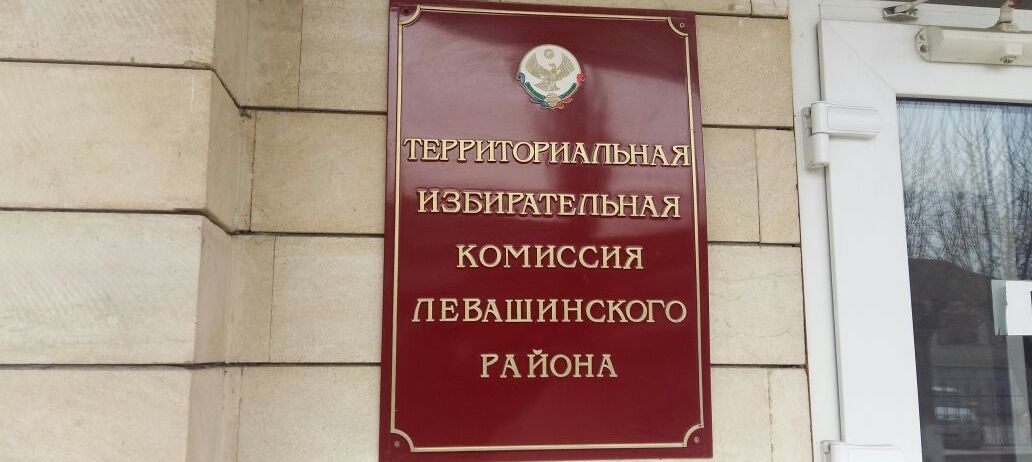 ТЕРРИТОРИАЛЬНАЯ
ИЗБИРАТЕЛЬНАЯ
КОМИССИЯ
ЛЕВАШИНСКОГО
РАЙОНА